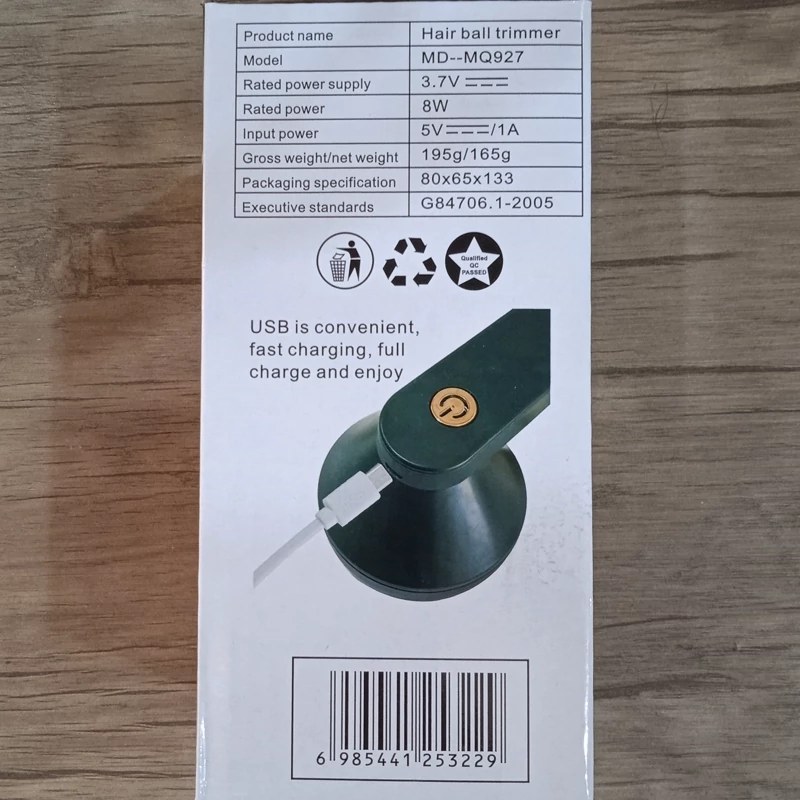 Product name Hair ball trimmer
Model MD--MQ927
Rated power supply 3.7V ⎓
Rated power 8W
Input power 5V⎓/1A
Gross weight/net weight 195g/165g
Packaging specification 80x65x133
Executive standards G84706.1-2005
Qualified
QC
PASSED
USB is convenient,
fast charging, full
charge and enjoy
6 985441 253229